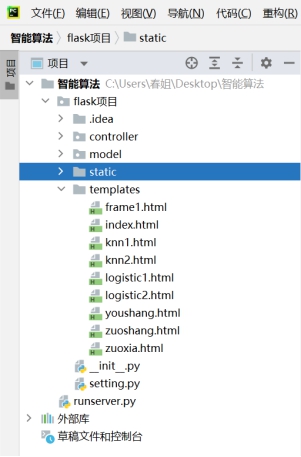 文件(F) 编辑(E) 视图(V) 导航(N) 代码(C) 重构(R)
智能算法 flask项目 static
项目
项目
智能算法 C:\Users\春妞\Desktop\智能算法
flask项目
.idea
controller
model
static
templates
frame1.html
index.html
knn1.html
knn2.html
logistic1.html
logistic2.html
youshang.html
zuoshang.html
zuoxia.html
__init__.py
setting.py
runserver.py
外部库
草稿文件和控制台